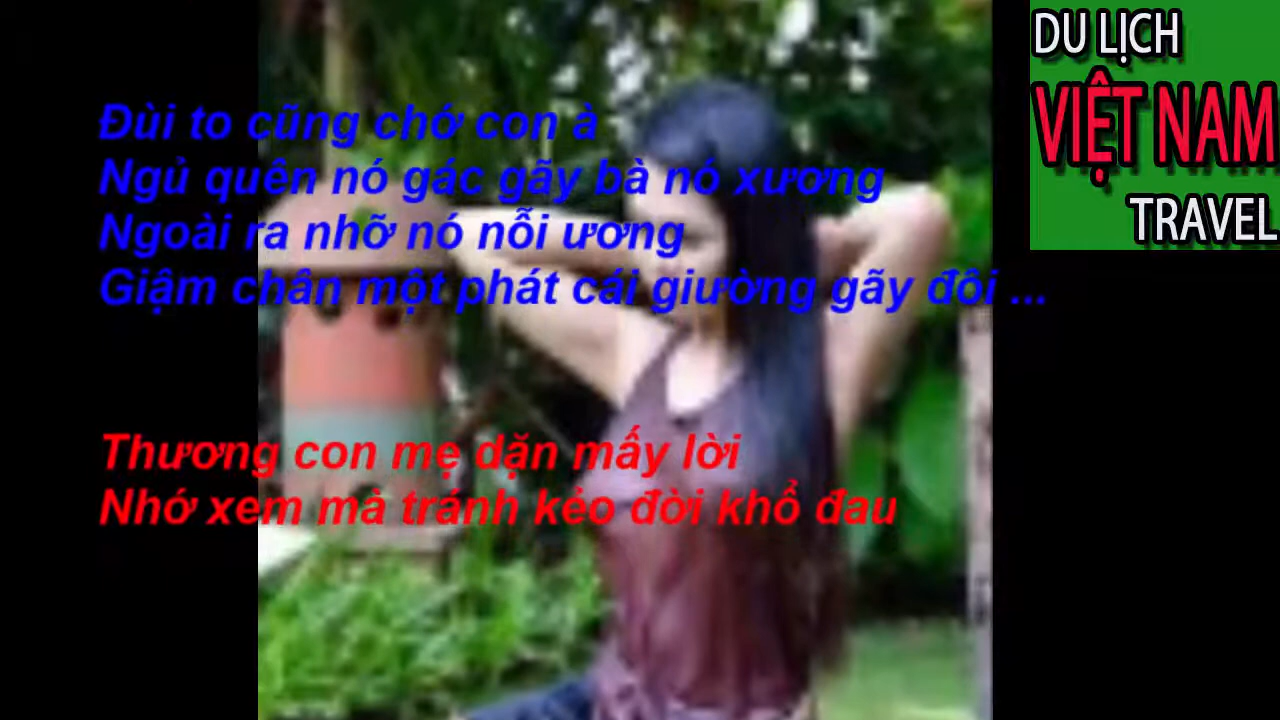 DU LỊCH
VIỆT NAM
TRAVEL
Đùi to cũng chớ con à
Ngủ quên nó gác gãy bà nó xương
Ngoài ra nhỡ nó nỗi ương
Giậm chân một phát cái giường gãy đôi ...
Thương con mẹ dặn mấy lời
Nhớ xem mà tránh kẻo đời khổ đau